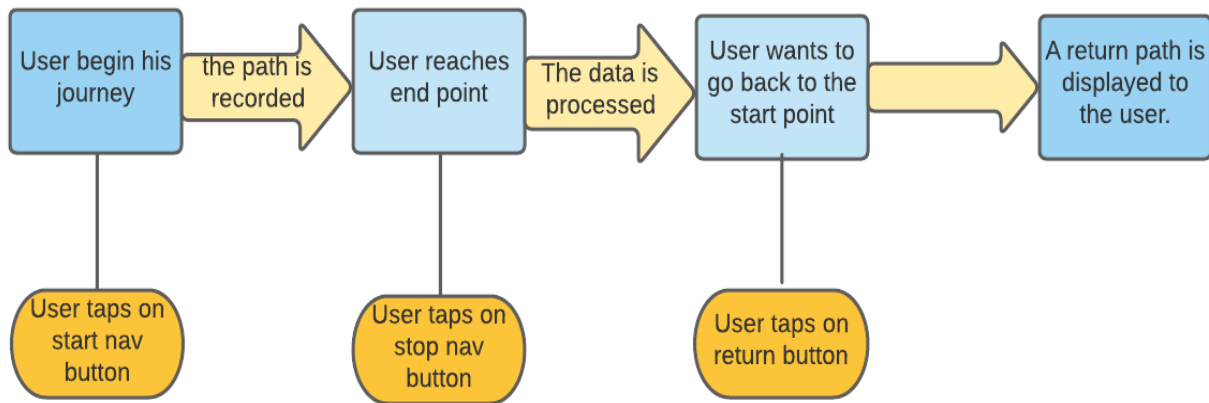 User begin his
journey
the path is
recorded
User reaches
end point
The data is
processed
User wants to
go back to the
start point
A return path is
displayed to
the user.
User taps on
start nav
button
User taps on
stop nav
button
User taps on
return button